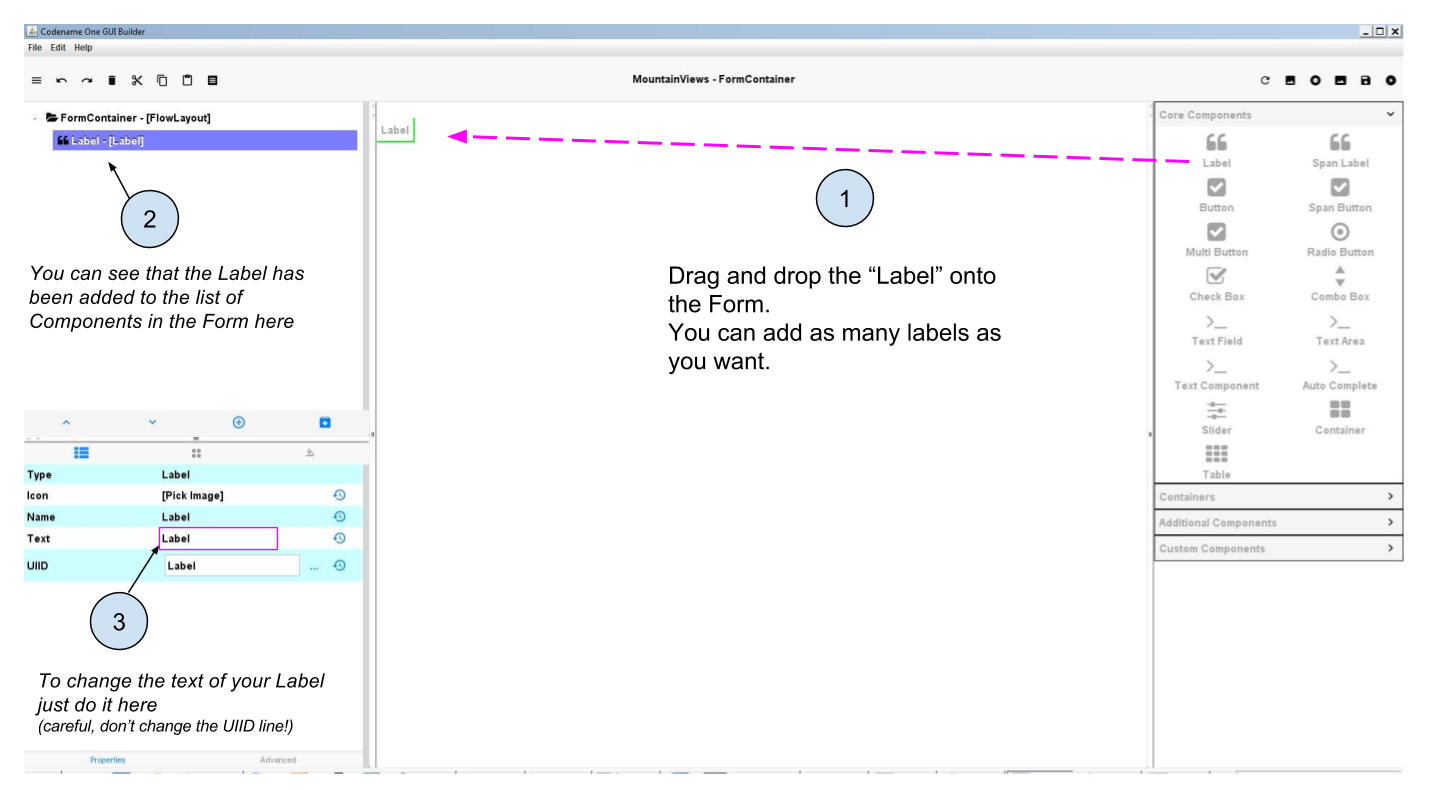 Codename One GUI Builder
File Edit Help
MountainViews - FormContainer
- FormContainer - [FlowLayout]
Label - [Label]
2
You can see that the Label has
been added to the list of
Components in the Form here
Type Label
Icon [Pick Image]
Name Label
Text Label
UIID Label ...
3
To change the text of your Label
just do it here
(careful, don't change the UIID line!)
Properties Advanced
Label
1
Drag and drop the “Label” onto
the Form.
You can add as many labels as
you want.
Core Components
Label Span Label
Button Span Button
Multi Button Radio Button
Check Box Combo Box
Text Field Text Area
Text Component Auto Complete
Slider Container
Table
Containers
Additional Components
Custom Components